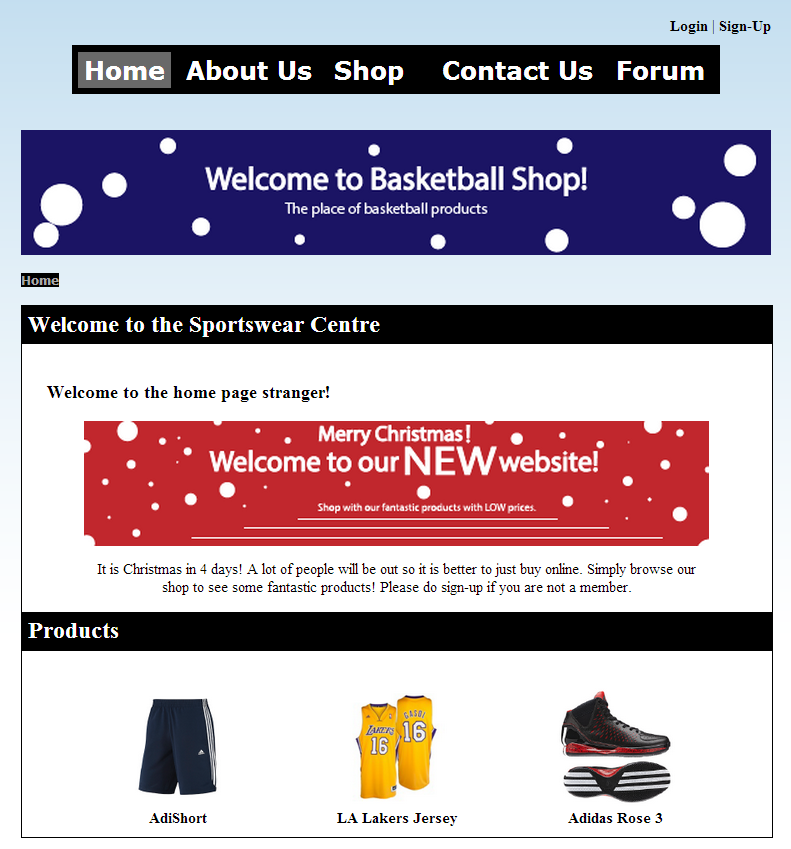 Login | Sign-Up
Home About Us Shop Contact Us Forum
Welcome to Basketball Shop!
The place of basketball products
Home
Welcome to the Sportswear Centre
Welcome to the home page stranger!
Merry Christmas!
Welcome to our NEW website!
Shop with our fantastic products with LOW prices.
It is Christmas in 4 days! A lot of people will be out so it is better to just buy online. Simply browse our
shop to see some fantastic products! Please do sign-up if you are not a member.
Products
GASOL
16
LAKERS
16
AdiShort
LA Lakers Jersey
Adidas Rose 3